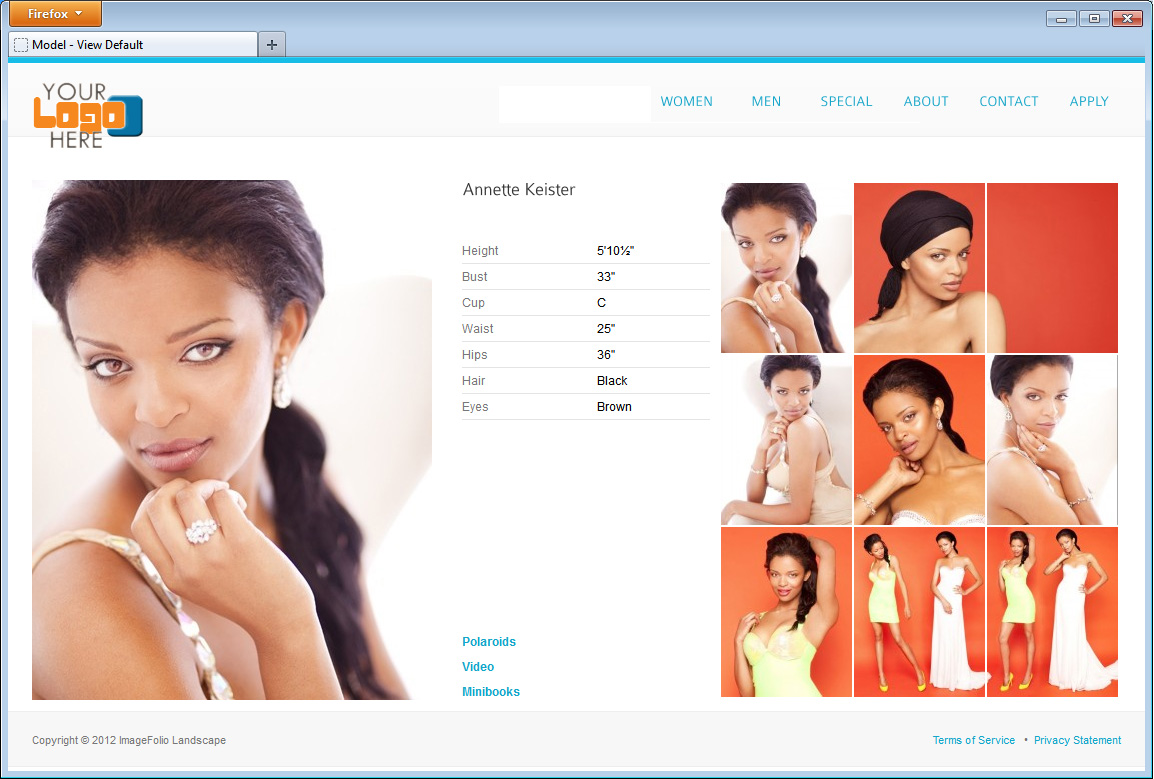 Firefox
Model - View Default
YOUR
LOGO
HERE
WOMEN MEN SPECIAL ABOUT CONTACT APPLY
Annette Keister
Height 5'10½"
Bust 33"
Cup C
Waist 25"
Hips 36"
Hair Black
Eyes Brown
Polaroids
Video
Minibooks
Copyright © 2012 ImageFolio Landscape
Terms of Service • Privacy Statement